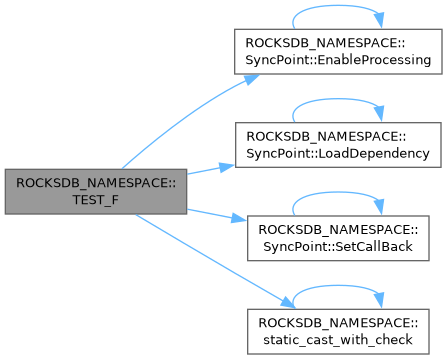 ROCKSDB_NAMESPACE::
SyncPoint::EnableProcessing
ROCKSDB_NAMESPACE::
SyncPoint::LoadDependency
ROCKSDB_NAMESPACE::
TEST_F
ROCKSDB_NAMESPACE::
SyncPoint::SetCallBack
ROCKSDB_NAMESPACE::
static_cast_with_check